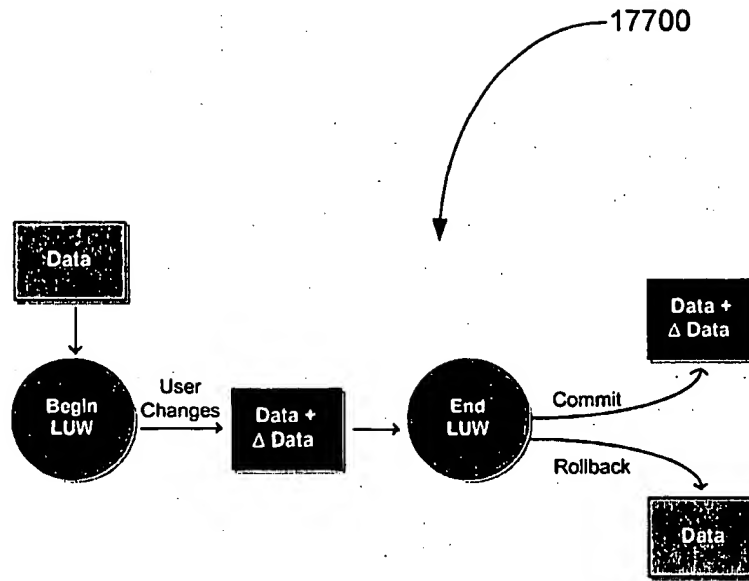 17700
Data
Begin
LUW
User
Changes
Data +
Δ Data
End
LUW
Commit
Rollback
Data +
Δ Data
Data